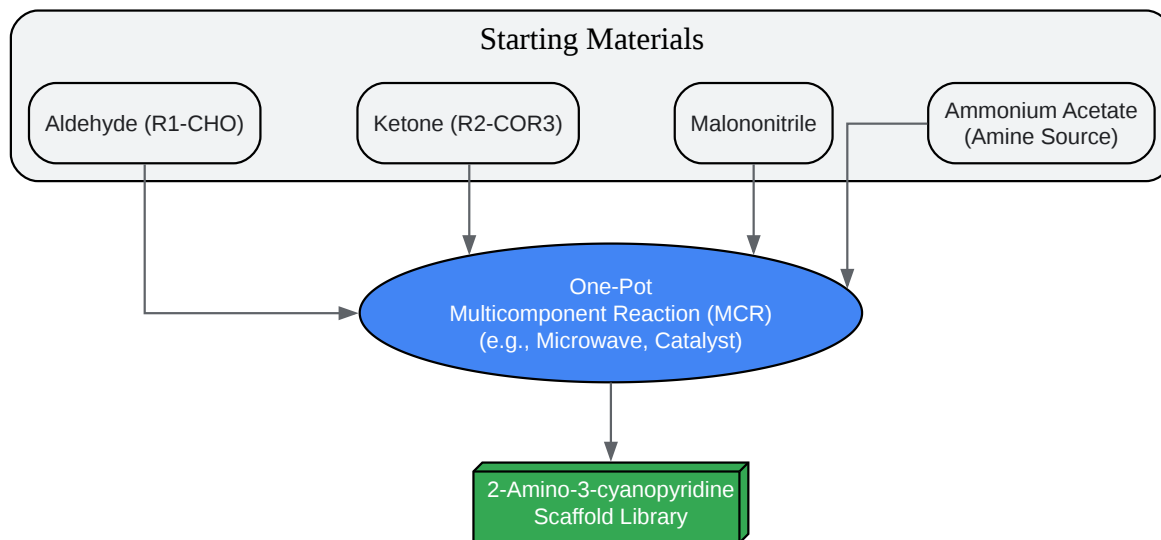 Starting Materials
Aldehyde (R1-CHO)
Ketone (R2-COR3)
Malononitrile
Ammonium Acetate
(Amine Source)
One-Pot
Multicomponent Reaction (MCR)
(e.g., Microwave, Catalyst)
2-Amino-3-cyanopyridine
Scaffold Library